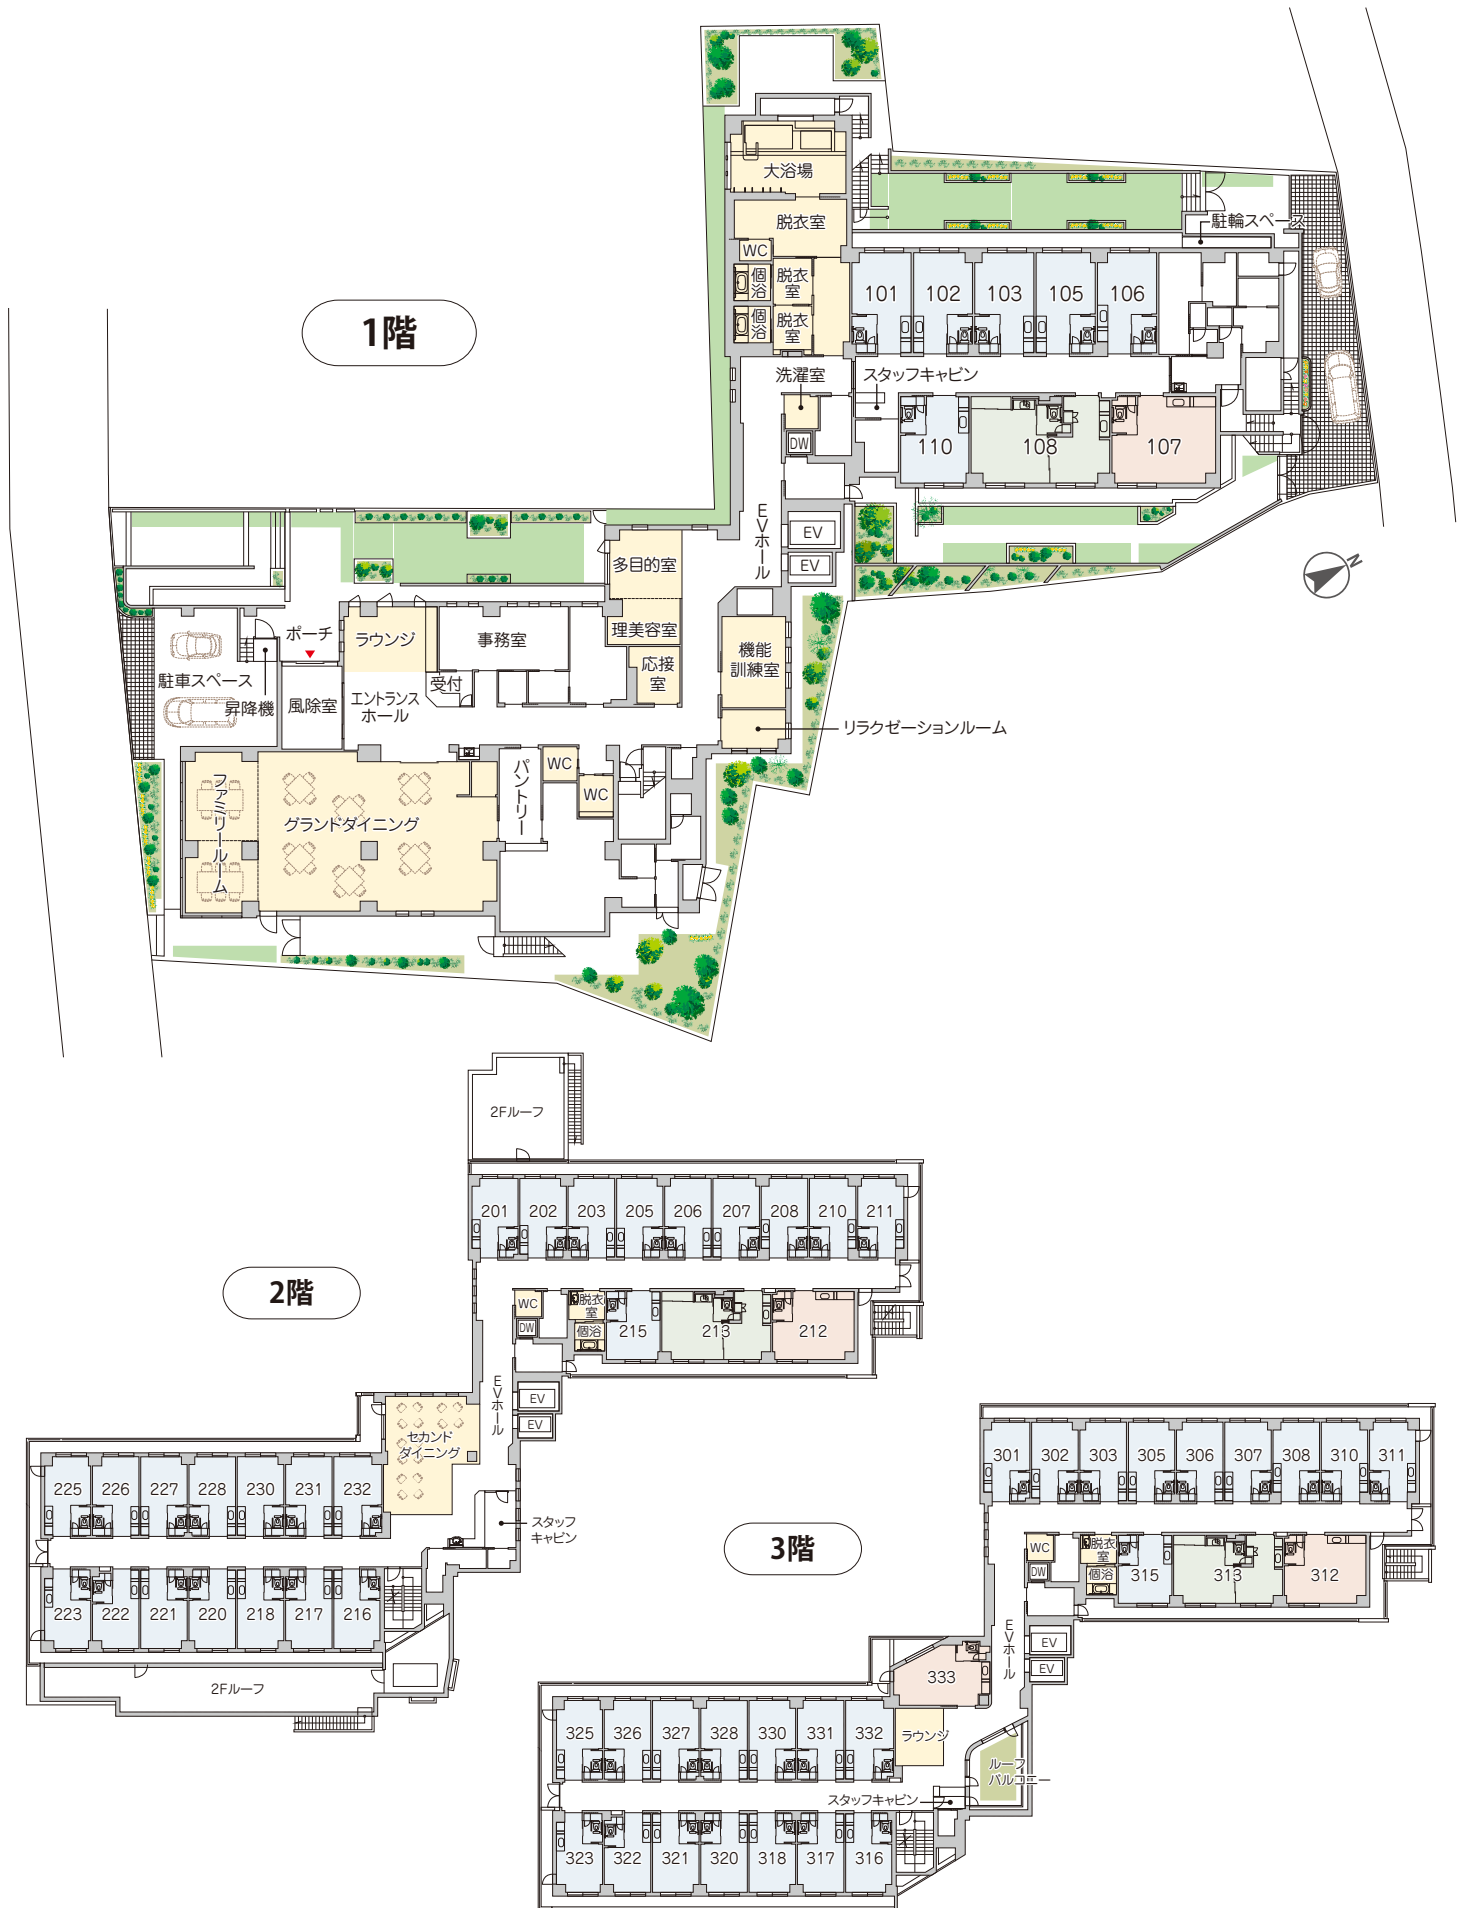 1階
大浴場
脱衣室
WC
個浴
脱衣室
個浴
脱衣室
駐輪スペース
101
102
103
105
106
洗濯室
スタッフキャビン
DW
110
108
107
EVホール
EV
EV
N
多目的室
理美容室
応接室
機能訓練室
リラクゼーションルーム
ポーチ
ラウンジ
事務室
受付
駐車スペース
昇降機
風除室
エントランスホール
ファミリールーム
グランドダイニング
パントリー
WC
WC
2階
2Fルーフ
201
202
203
205
206
207
208
210
211
WC
DW
脱衣室
個浴
215
213
212
EVホール
EV
EV
セカンドダイニング
スタッフキャビン
225
226
227
228
230
231
232
223
222
221
220
218
217
216
2Fルーフ
3階
301
302
303
305
306
307
308
310
311
WC
DW
脱衣室
個浴
315
313
312
EVホール
EV
EV
333
ラウンジ
ルーフバルコニー
スタッフキャビン
325
326
327
328
330
331
332
323
322
321
320
318
317
316